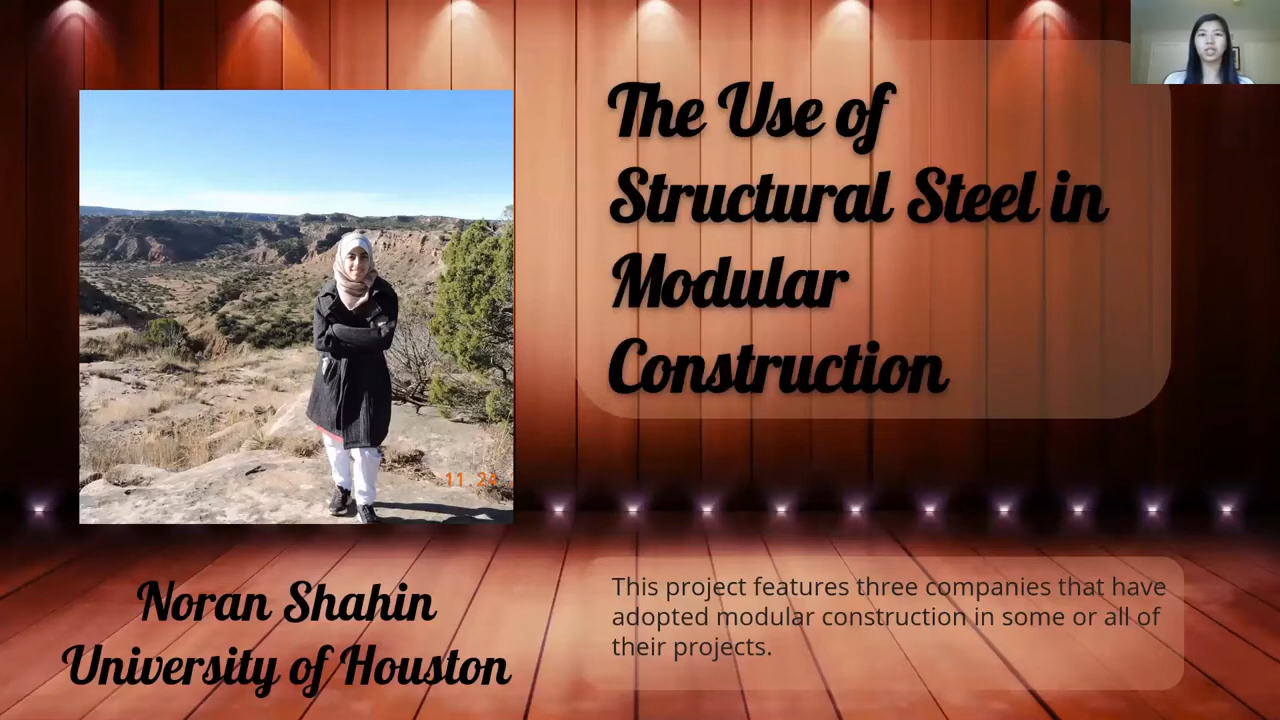 The Use of
Structural Steel in
Modular
Construction
11 24
Noran Shahin
University of Houston
This project features three companies that have
adopted modular construction in some or all of
their projects.